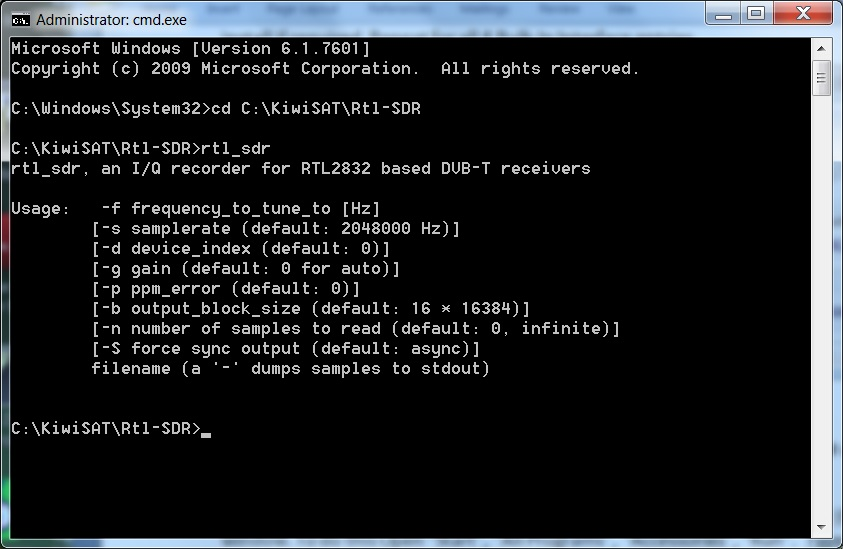 Administrator: cmd.exe
Microsoft Windows [Version 6.1.7601]
Copyright (c) 2009 Microsoft Corporation.  All rights reserved.
C:\Windows\System32>cd C:\KiwiSAT\Rtl-SDR
C:\KiwiSAT\Rtl-SDR>rtl_sdr
rtl_sdr, an I/Q recorder for RTL2832 based DVB-T receivers
Usage:   -f frequency_to_tune_to [Hz]
[-s samplerate (default: 2048000 Hz)]
[-d device_index (default: 0)]
[-g gain (default: 0 for auto)]
[-p ppm_error (default: 0)]
[-b output_block_size (default: 16 * 16384)]
[-n number of samples to read (default: 0, infinite)]
[-S force sync output (default: async)]
filename (a '-' dumps samples to stdout)
C:\KiwiSAT\Rtl-SDR>